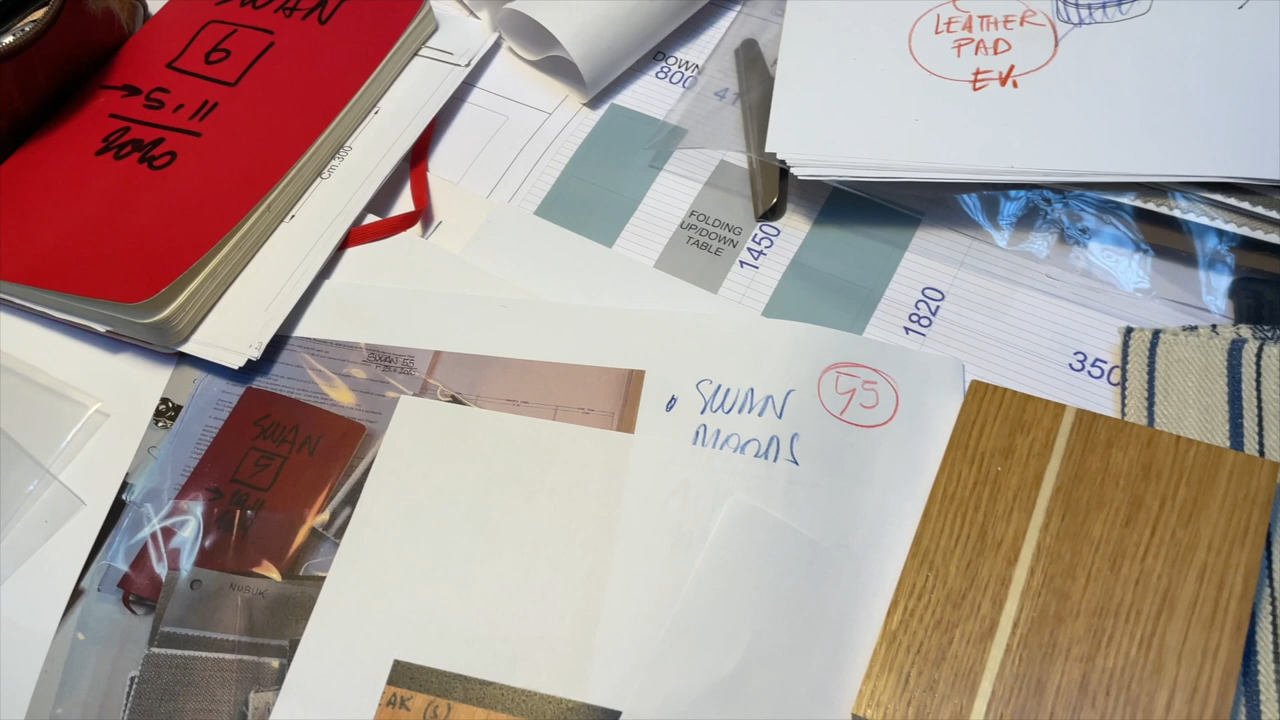 SWAN
6
→5.11
2020
Cm.300
DOWN
800
41
LEATHER
PAD
EV.
FOLDING
UP/DOWN
TABLE
1450
1820
350
SWAN 55
SWAN
55
MOODS
SWAN
5
NUBUK
EAK (S)